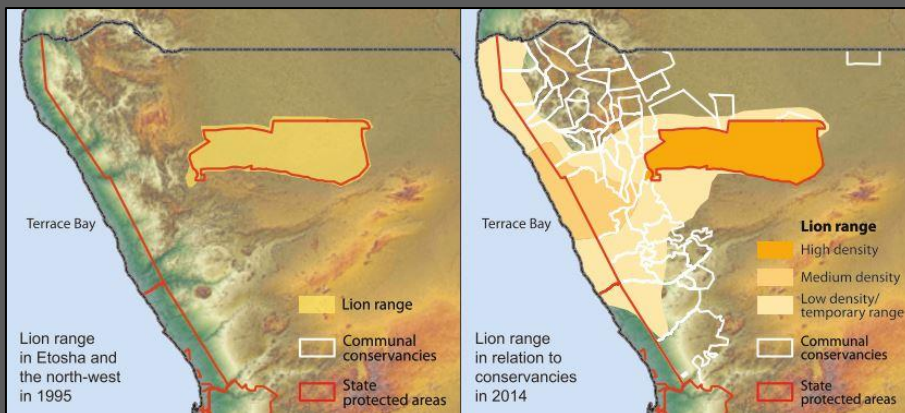 Terrace Bay
Lion range
Communal
conservancies
State
protected areas
Lion range
in Etosha and
the north-west
in 1995
Terrace Bay
Lion range
High density
Medium density
Low density/
temporary range
Communal
conservancies
State
protected areas
Lion range
in relation to
conservancies
in 2014